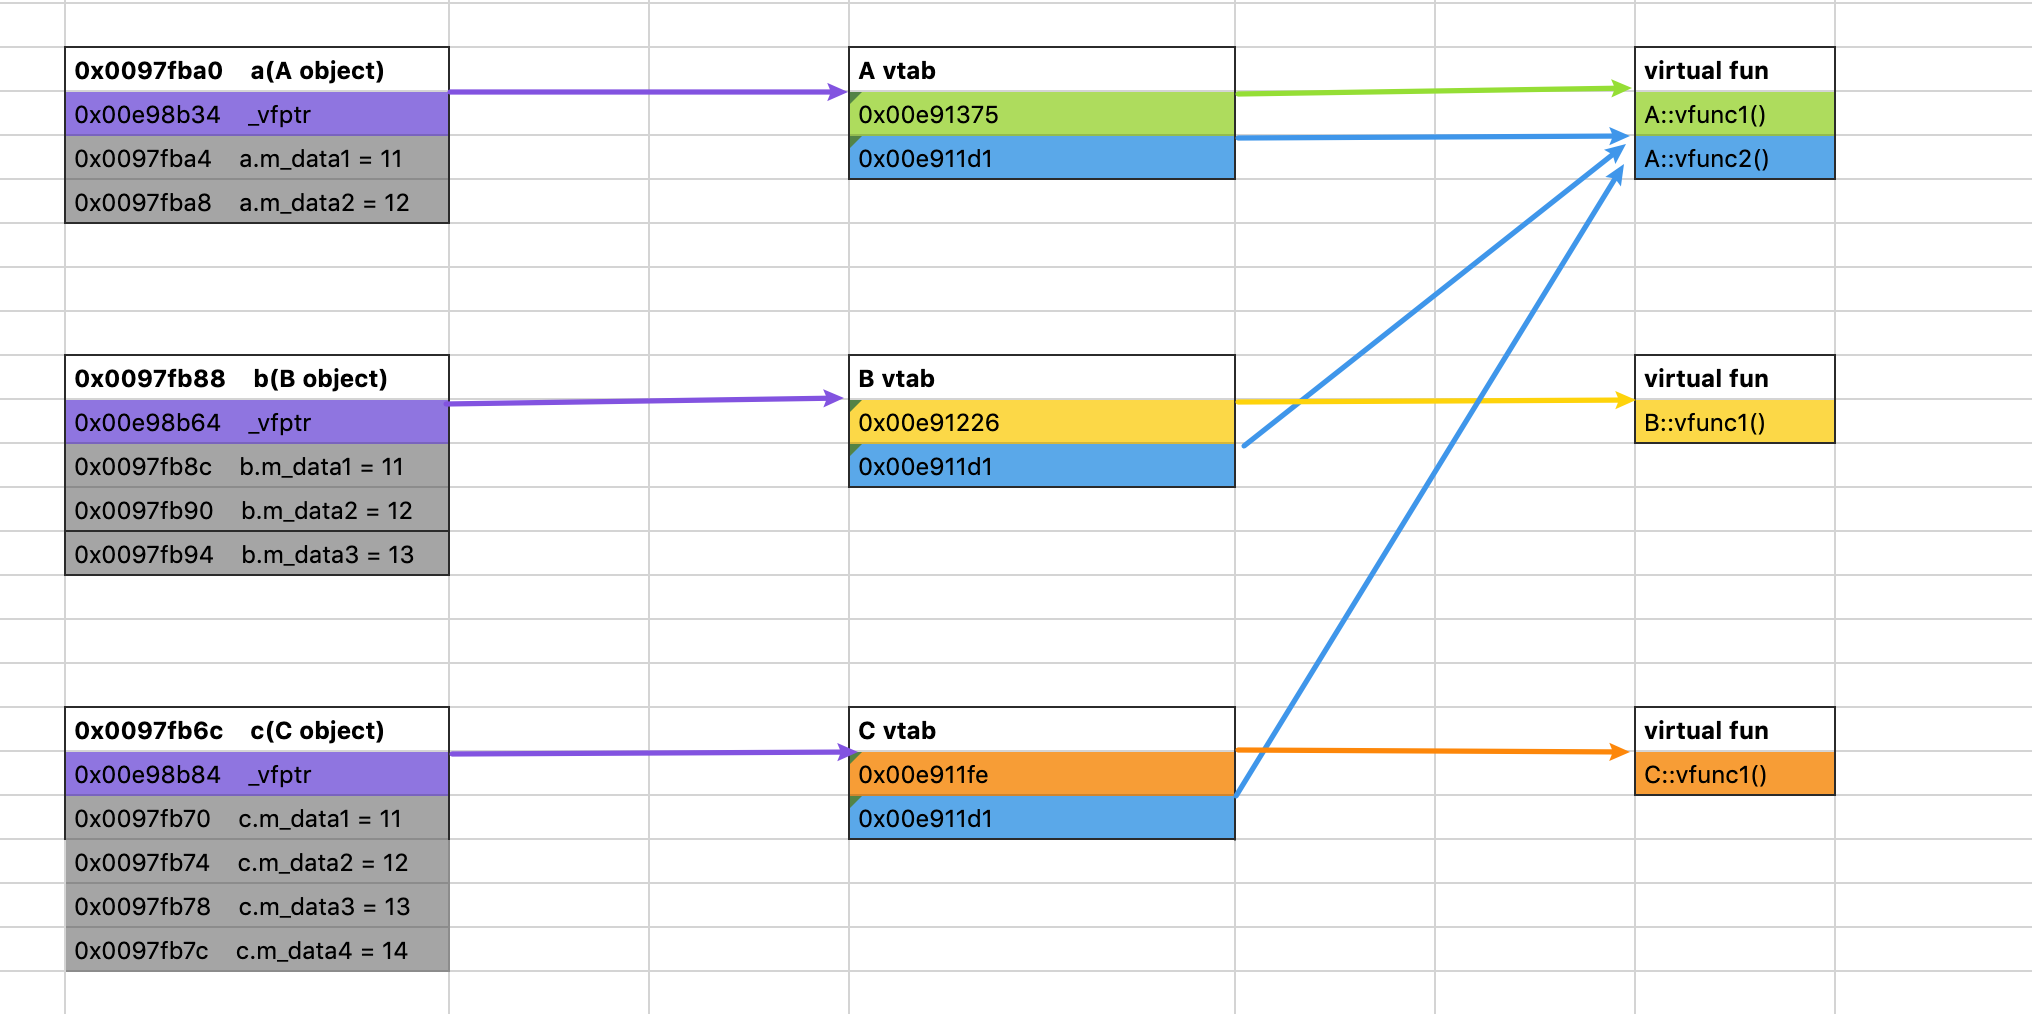 0x0097fba0 a(A object)
0x00e98b34 _vfptr
0x0097fba4 a.m_data1 = 11
0x0097fba8 a.m_data2 = 12
A vtab
0x00e91375
0x00e911d1
virtual fun
A::vfunc1()
A::vfunc2()
0x0097fb88 b(B object)
0x00e98b64 _vfptr
0x0097fb8c b.m_data1 = 11
0x0097fb90 b.m_data2 = 12
0x0097fb94 b.m_data3 = 13
B vtab
0x00e91226
0x00e911d1
virtual fun
B::vfunc1()
0x0097fb6c c(C object)
0x00e98b84 _vfptr
0x0097fb70 c.m_data1 = 11
0x0097fb74 c.m_data2 = 12
0x0097fb78 c.m_data3 = 13
0x0097fb7c c.m_data4 = 14
C vtab
0x00e911fe
0x00e911d1
virtual fun
C::vfunc1()